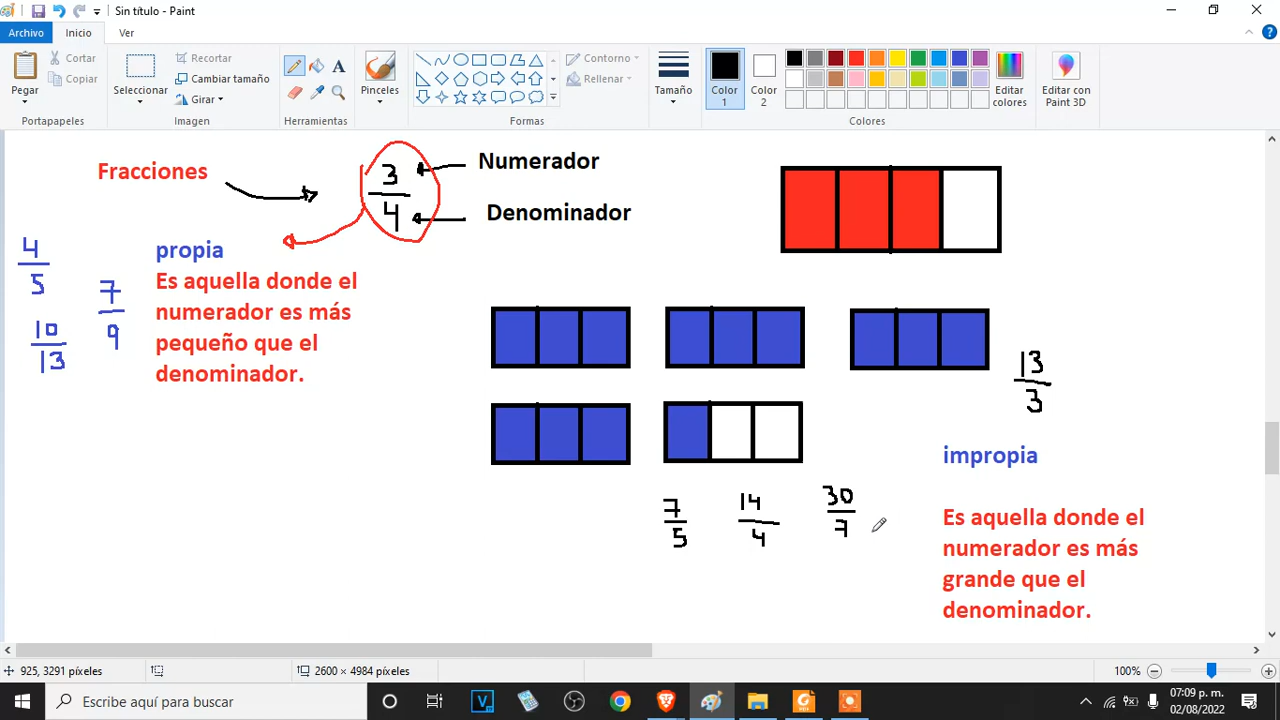 Sin título - Paint
Archivo
Inicio
Ver
Pegar
Cortar
Copiar
Portapapeles
Seleccionar
Recortar
Cambiar tamaño
Girar
Imagen
A
Herramientas
Pinceles
Contorno
Rellenar
Formas
Tamaño
Color
1
Color
2
Editar
colores
Editar con
Paint 3D
Colores
Fracciones
3
4
Numerador
Denominador
4
5
7
9
10
13
propia
Es aquella donde el
numerador es más
pequeño que el
denominador.
13
3
7
5
14
4
30
7
impropia
Es aquella donde el
numerador es más
grande que el
denominador.
925, 3291 píxeles
2600 × 4984 píxeles
100%
Escribe aquí para buscar
V
07:09 p. m.
02/08/2022